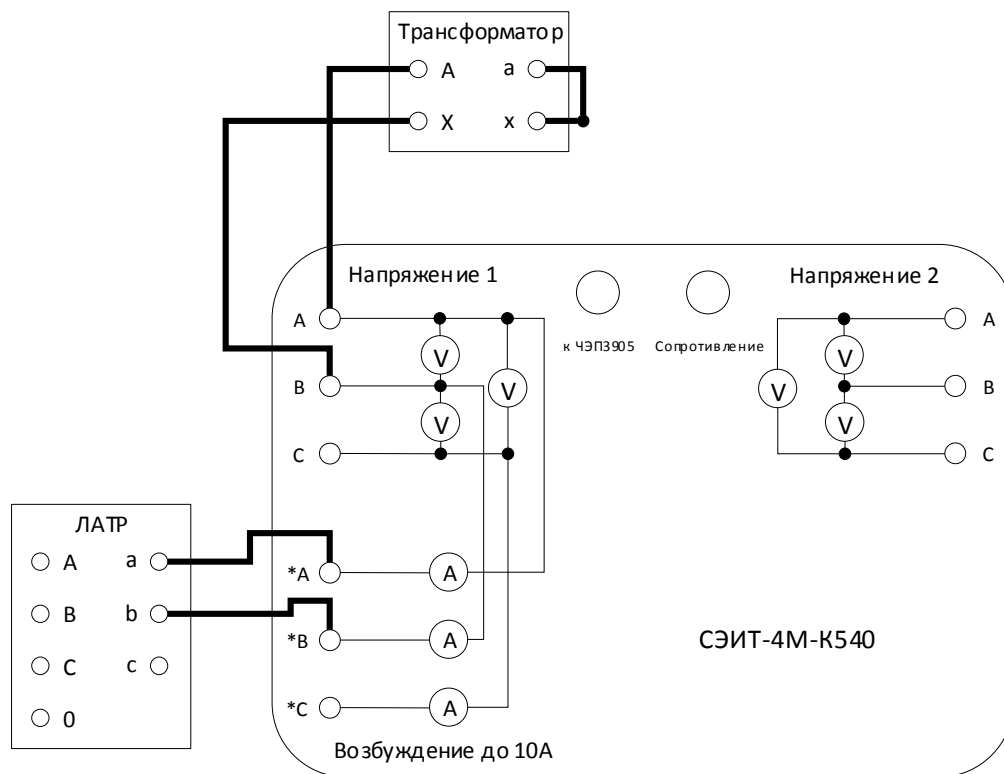 Трансформатор
A a
X x
Напряжение 1
Напряжение 2
A
V
V
к ЧЭП3905 Сопротивление
V
A
B
V
V
B
C
V
V
C
ЛАТР
A a
*A A
B b
*B A
C c
СЭИТ-4М-К540
0
*C A
Возбуждение до 10А